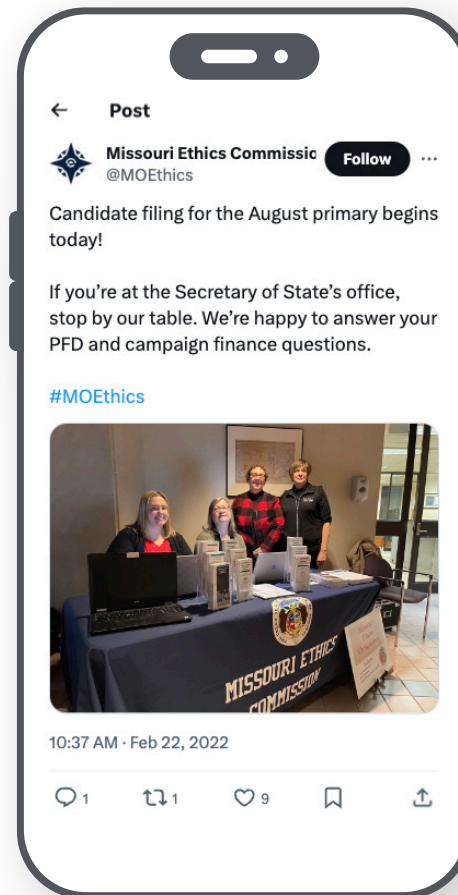 Post
Missouri Ethics Commissio
Follow
@MOEthics
Candidate filing for the August primary begins
today!
If you’re at the Secretary of State’s office,
stop by our table. We’re happy to answer your
PFD and campaign finance questions.
#MOEthics
MISSOURI ETHICS
COMMISSION
10:37 AM · Feb 22, 2022
1
1
9